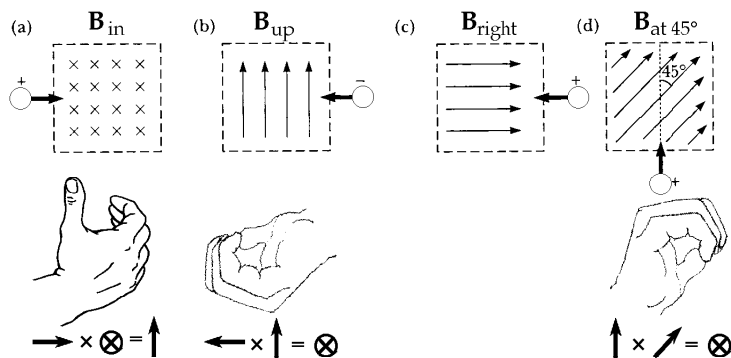 (a) B in (b) B up (c) B right (d) B at 45°
+ − + 45°
+
× × × ×
× × × ×
× × × ×
× × × ×
→ × ⊗ = ↑ ← × ↑ = ⊗ ↑ × ↗ = ⊗